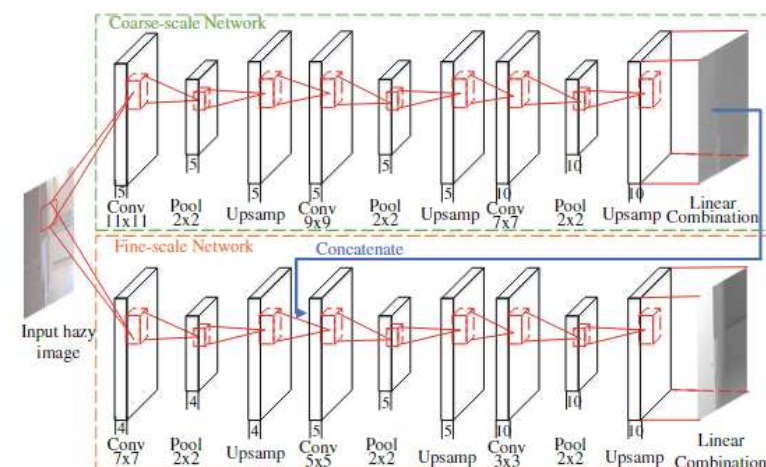 Coarse-scale Network
5 5 5 5 5 5 10 10 10
Conv 11x11 Pool 2x2 Upsamp Conv 9x9 Pool 2x2 Upsamp Conv 7x7 Pool 2x2 Upsamp Linear Combination
Fine-scale Network
Concatenate
Input hazy
image
4 4 4 5 5 5 10 10 10
Conv 7x7 Pool 2x2 Upsamp Conv 5x5 Pool 2x2 Upsamp Conv 3x3 Pool 2x2 Upsamp Linear Combination